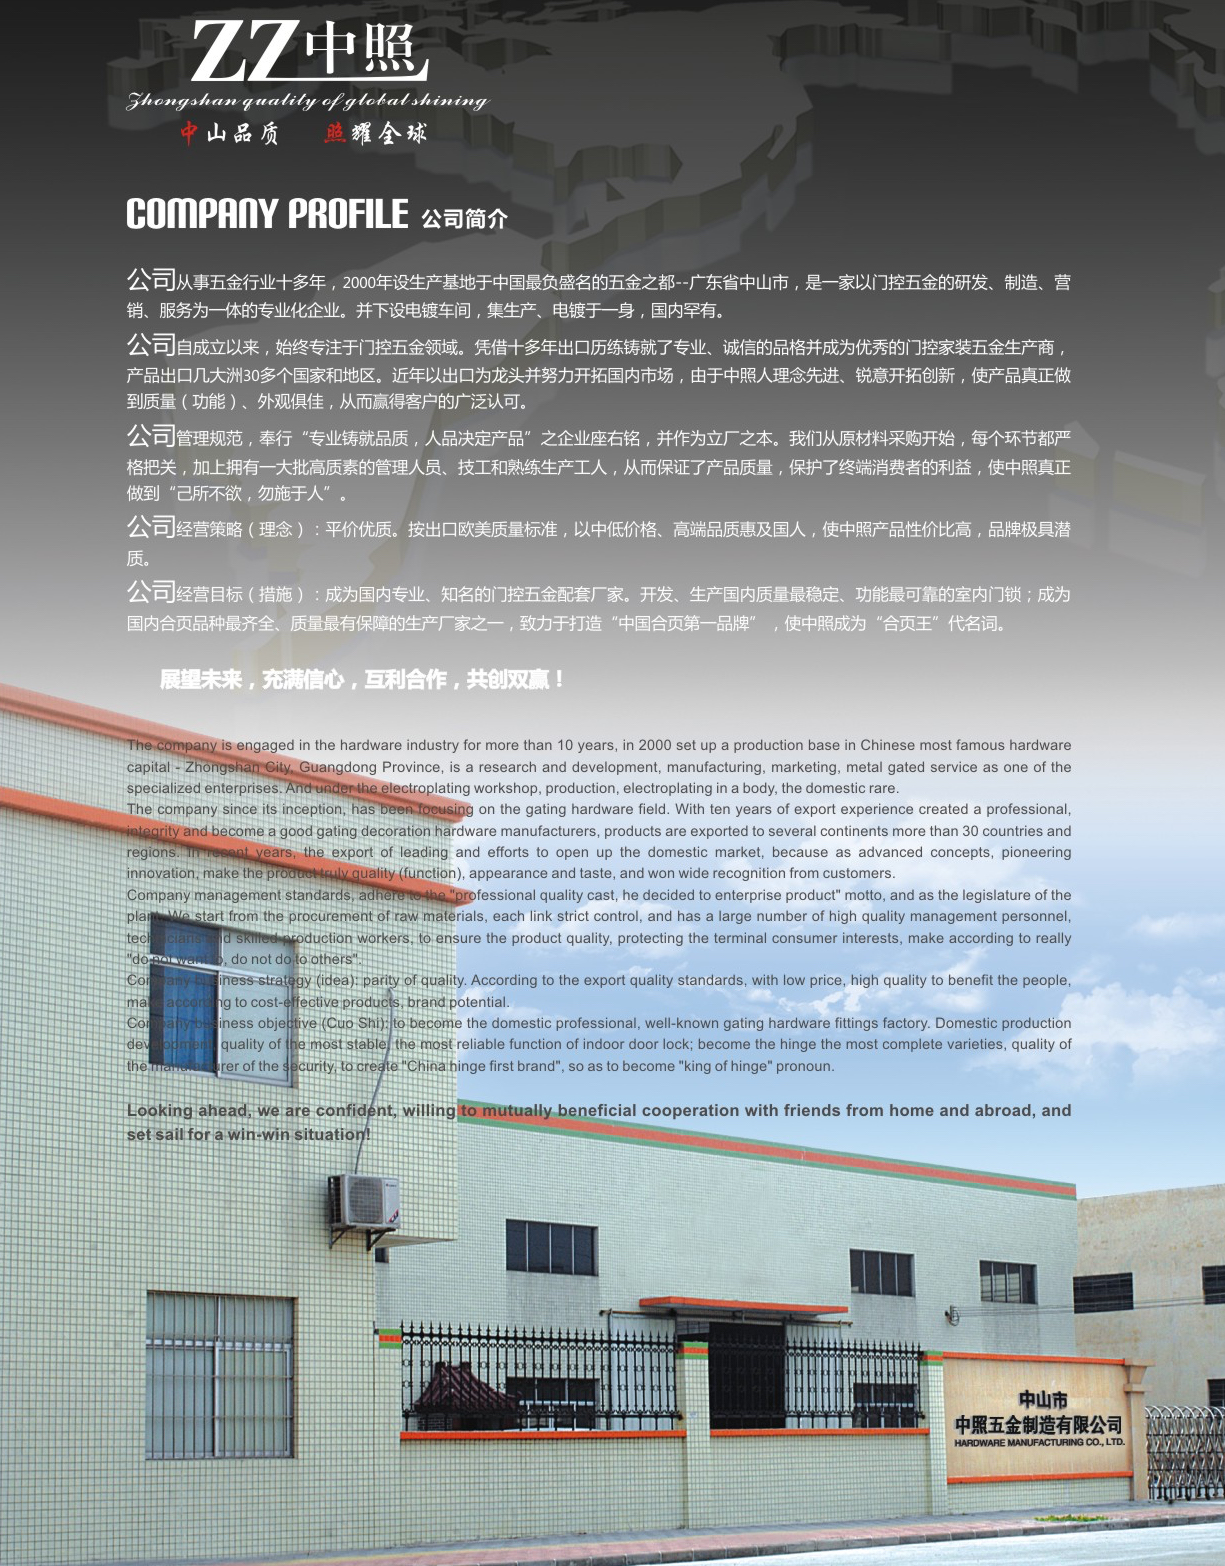 ZZ中照
Zhongshan quality of global shining
中山品质 照耀全球
COMPANY PROFILE 公司简介
公司从事五金行业十多年，2000年设生产基地于中国最负盛名的五金之都--广东省中山市，是一家以门控五金的研发、制造、营
销、服务为一体的专业化企业。并下设电镀车间，集生产、电镀于一身，国内罕有。
公司自成立以来，始终专注于门控五金领域。凭借十多年出口历练铸就了专业、诚信的品格并成为优秀的门控家装五金生产商，
产品出口几大洲30多个国家和地区。近年以出口为龙头并努力开拓国内市场，由于中照人理念先进、锐意开拓创新，使产品真正做
到质量（功能）、外观俱佳，从而赢得客户的广泛认可。
公司管理规范，奉行“专业铸就品质，人品决定产品”之企业座右铭，并作为立厂之本。我们从原材料采购开始，每个环节都严
格把关，加上拥有一大批高质素的管理人员、技工和熟练生产工人，从而保证了产品质量，保护了终端消费者的利益，使中照真正
做到“己所不欲，勿施于人”。
公司经营策略（理念）：平价优质。按出口欧美质量标准，以中低价格、高端品质惠及国人，使中照产品性价比高，品牌极具潜
质。
公司经营目标（措施）：成为国内专业、知名的门控五金配套厂家。开发、生产国内质量最稳定、功能最可靠的室内门锁；成为
国内合页品种最齐全、质量最有保障的生产厂家之一，致力于打造“中国合页第一品牌”，使中照成为“合页王”代名词。
展望未来，充满信心，互利合作，共创双赢！
The company is engaged in the hardware industry for more than 10 years, in 2000 set up a production base in Chinese most famous hardware
capital - Zhongshan City, Guangdong Province, is a research and development, manufacturing, marketing, metal gated service as one of the
specialized enterprises. And under the electroplating workshop, production, electroplating in a body, the domestic rare.
The company since its inception, has been focusing on the gating hardware field. With ten years of export experience created a professional,
integrity and become a good gating decoration hardware manufacturers, products are exported to several continents more than 30 countries and
regions. In recent years, the export of leading and efforts to open up the domestic market, because as advanced concepts, pioneering
innovation, make the product truly quality (function), appearance and taste, and won wide recognition from customers.
Company management standards, adhere to the "professional quality cast, he decided to enterprise product" motto, and as the legislature of the
plant. We start from the procurement of raw materials, each link strict control, and has a large number of high quality management personnel,
technicians and skilled production workers, to ensure the product quality, protecting the terminal consumer interests, make according to really
"do not want to, do not do to others".
Company business strategy (idea): parity of quality. According to the export quality standards, with low price, high quality to benefit the people,
make according to cost-effective products, brand potential.
Company business objective (Cuo Shi): to become the domestic professional, well-known gating hardware fittings factory. Domestic production
development, quality of the most stable, the most reliable function of indoor door lock; become the hinge the most complete varieties, quality of
the manufacturer of the security, to create "China hinge first brand", so as to become "king of hinge" pronoun.
Looking ahead, we are confident, willing to mutually beneficial cooperation with friends from home and abroad, and
set sail for a win-win situation!
中山市
中照五金制造有限公司
HARDWARE MANUFACTURING CO., LTD.